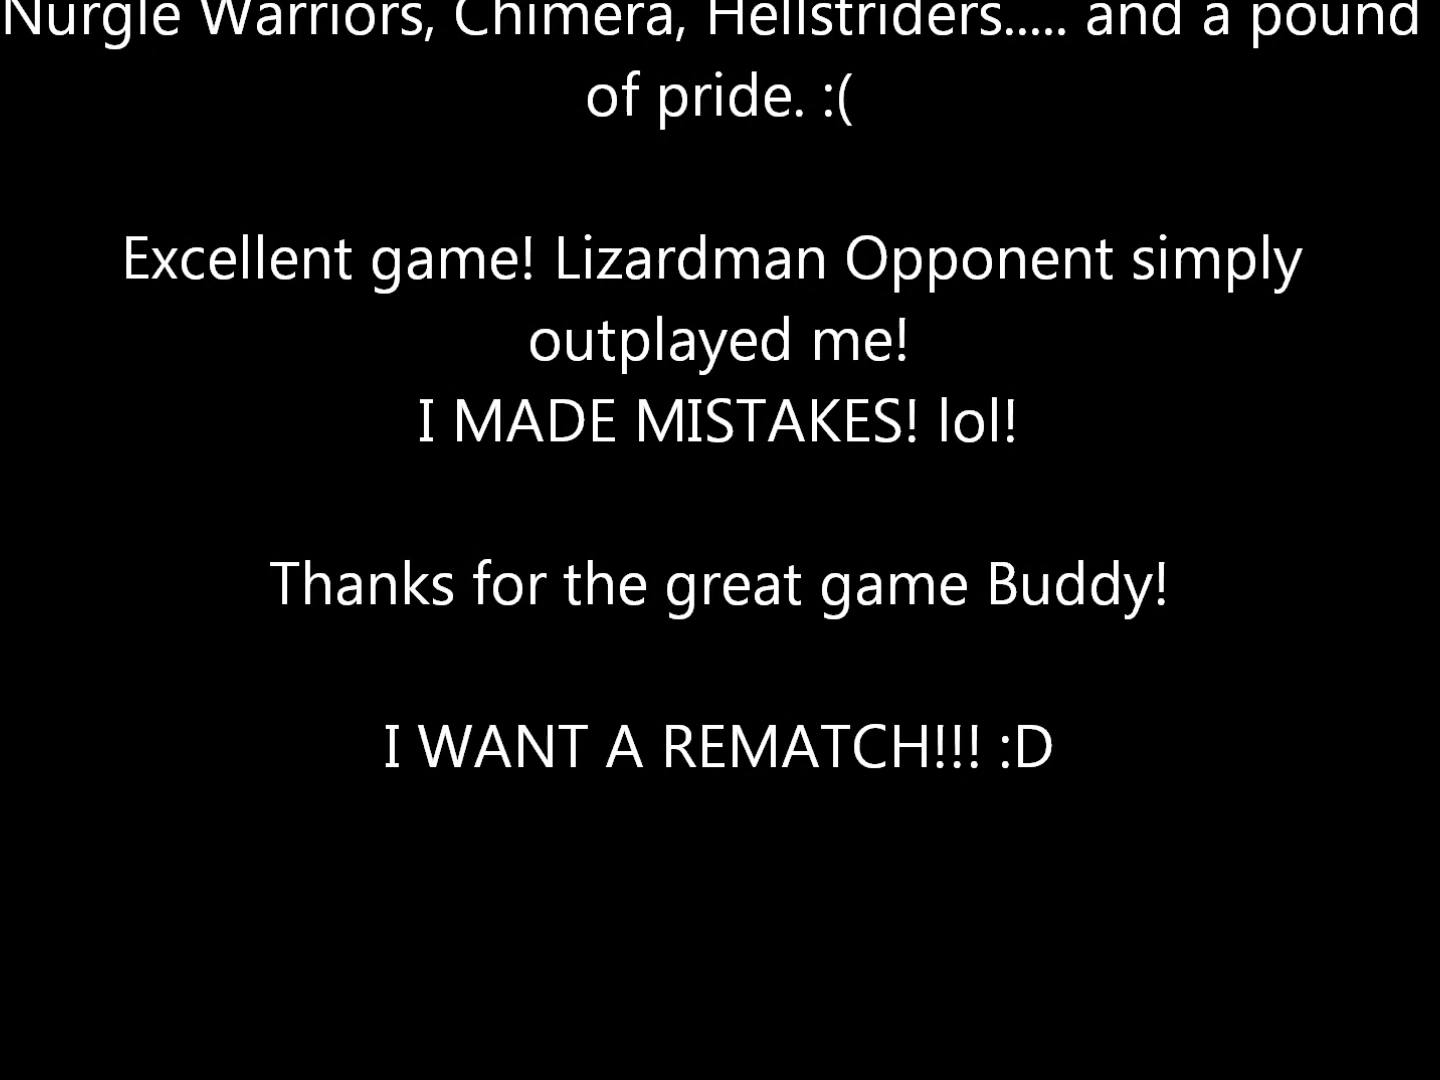 Nurgle Warriors, Chimera, Hellstriders..... and a pound
of pride. :(
Excellent game! Lizardman Opponent simply
outplayed me!
I MADE MISTAKES! lol!
Thanks for the great game Buddy!
I WANT A REMATCH!!! :D